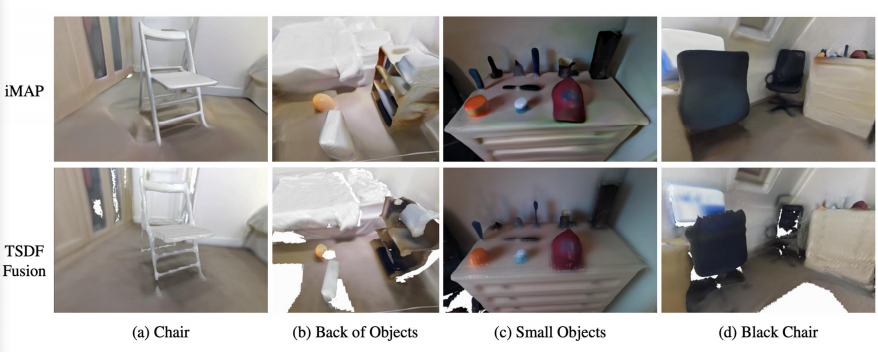 iMAP
TSDF
Fusion
(a) Chair
(b) Back of Objects
(c) Small Objects
(d) Black Chair